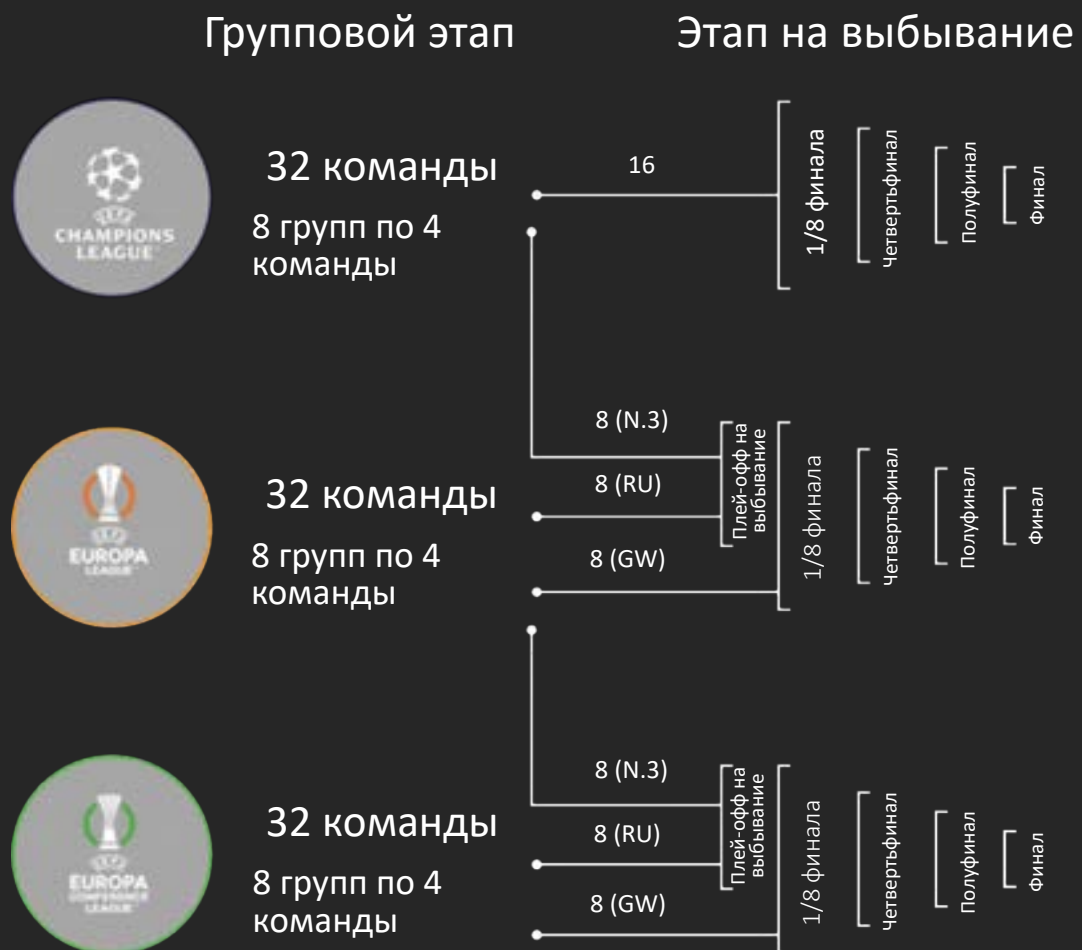 Групповой этап
Этап на выбывание
CHAMPIONS
LEAGUE
32 команды
8 групп по 4
команды
16
1/8 финала
Четвертьфинал
Полуфинал
Финал
EUROPA
LEAGUE
32 команды
8 групп по 4
команды
8 (N.3)
8 (RU)
8 (GW)
Плей-офф на
выбывание
1/8 финала
Четвертьфинал
Полуфинал
Финал
EUROPA
CONFERENCE
LEAGUE
32 команды
8 групп по 4
команды
8 (N.3)
8 (RU)
8 (GW)
Плей-офф на
выбывание
1/8 финала
Четвертьфинал
Полуфинал
Финал